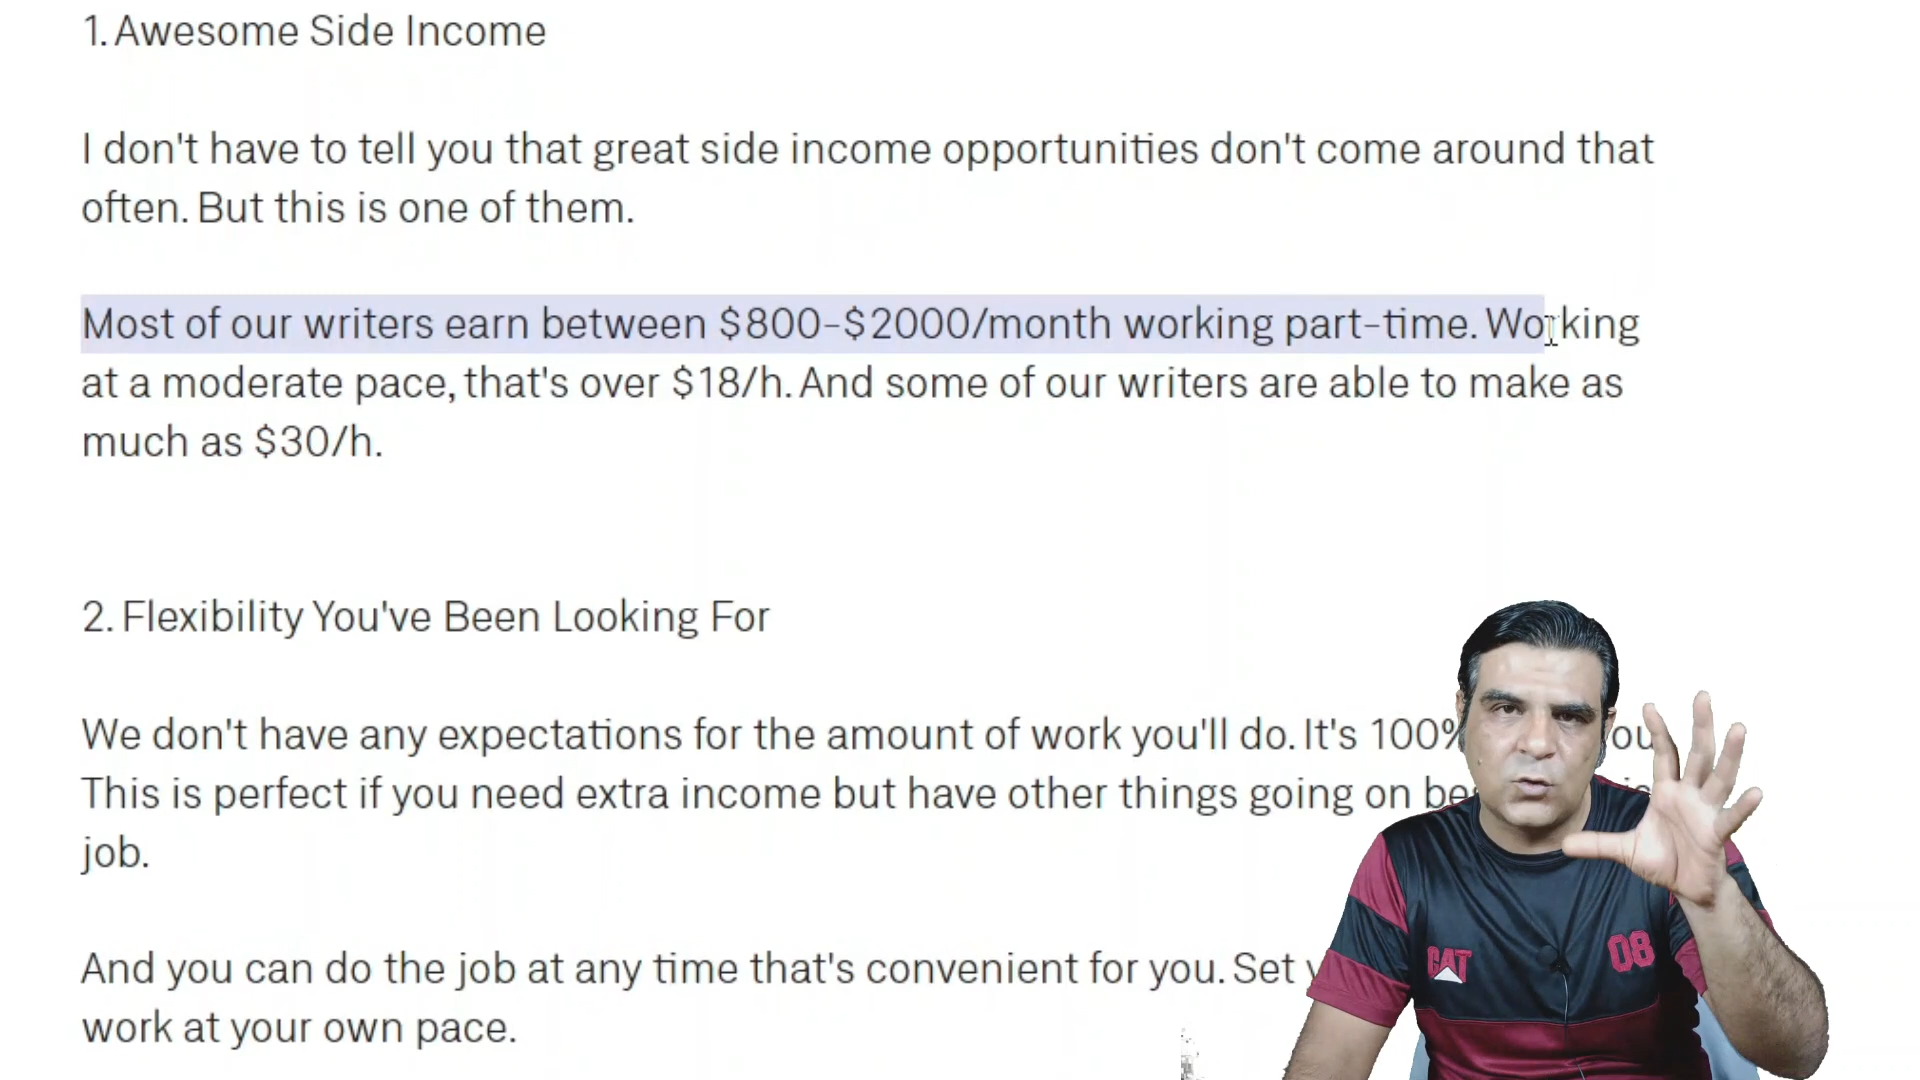 1. Awesome Side Income
I don't have to tell you that great side income opportunities don't come around that
often. But this is one of them.
Most of our writers earn between $800-$2000/month working part-time. Working
at a moderate pace, that's over $18/h. And some of our writers are able to make as
much as $30/h.
2. Flexibility You've Been Looking For
We don't have any expectations for the amount of work you'll do. It's 100%
This is perfect if you need extra income but have other things going on
job.
And you can do the job at any time that's convenient for you. Set
work at your own pace.
CAT
08